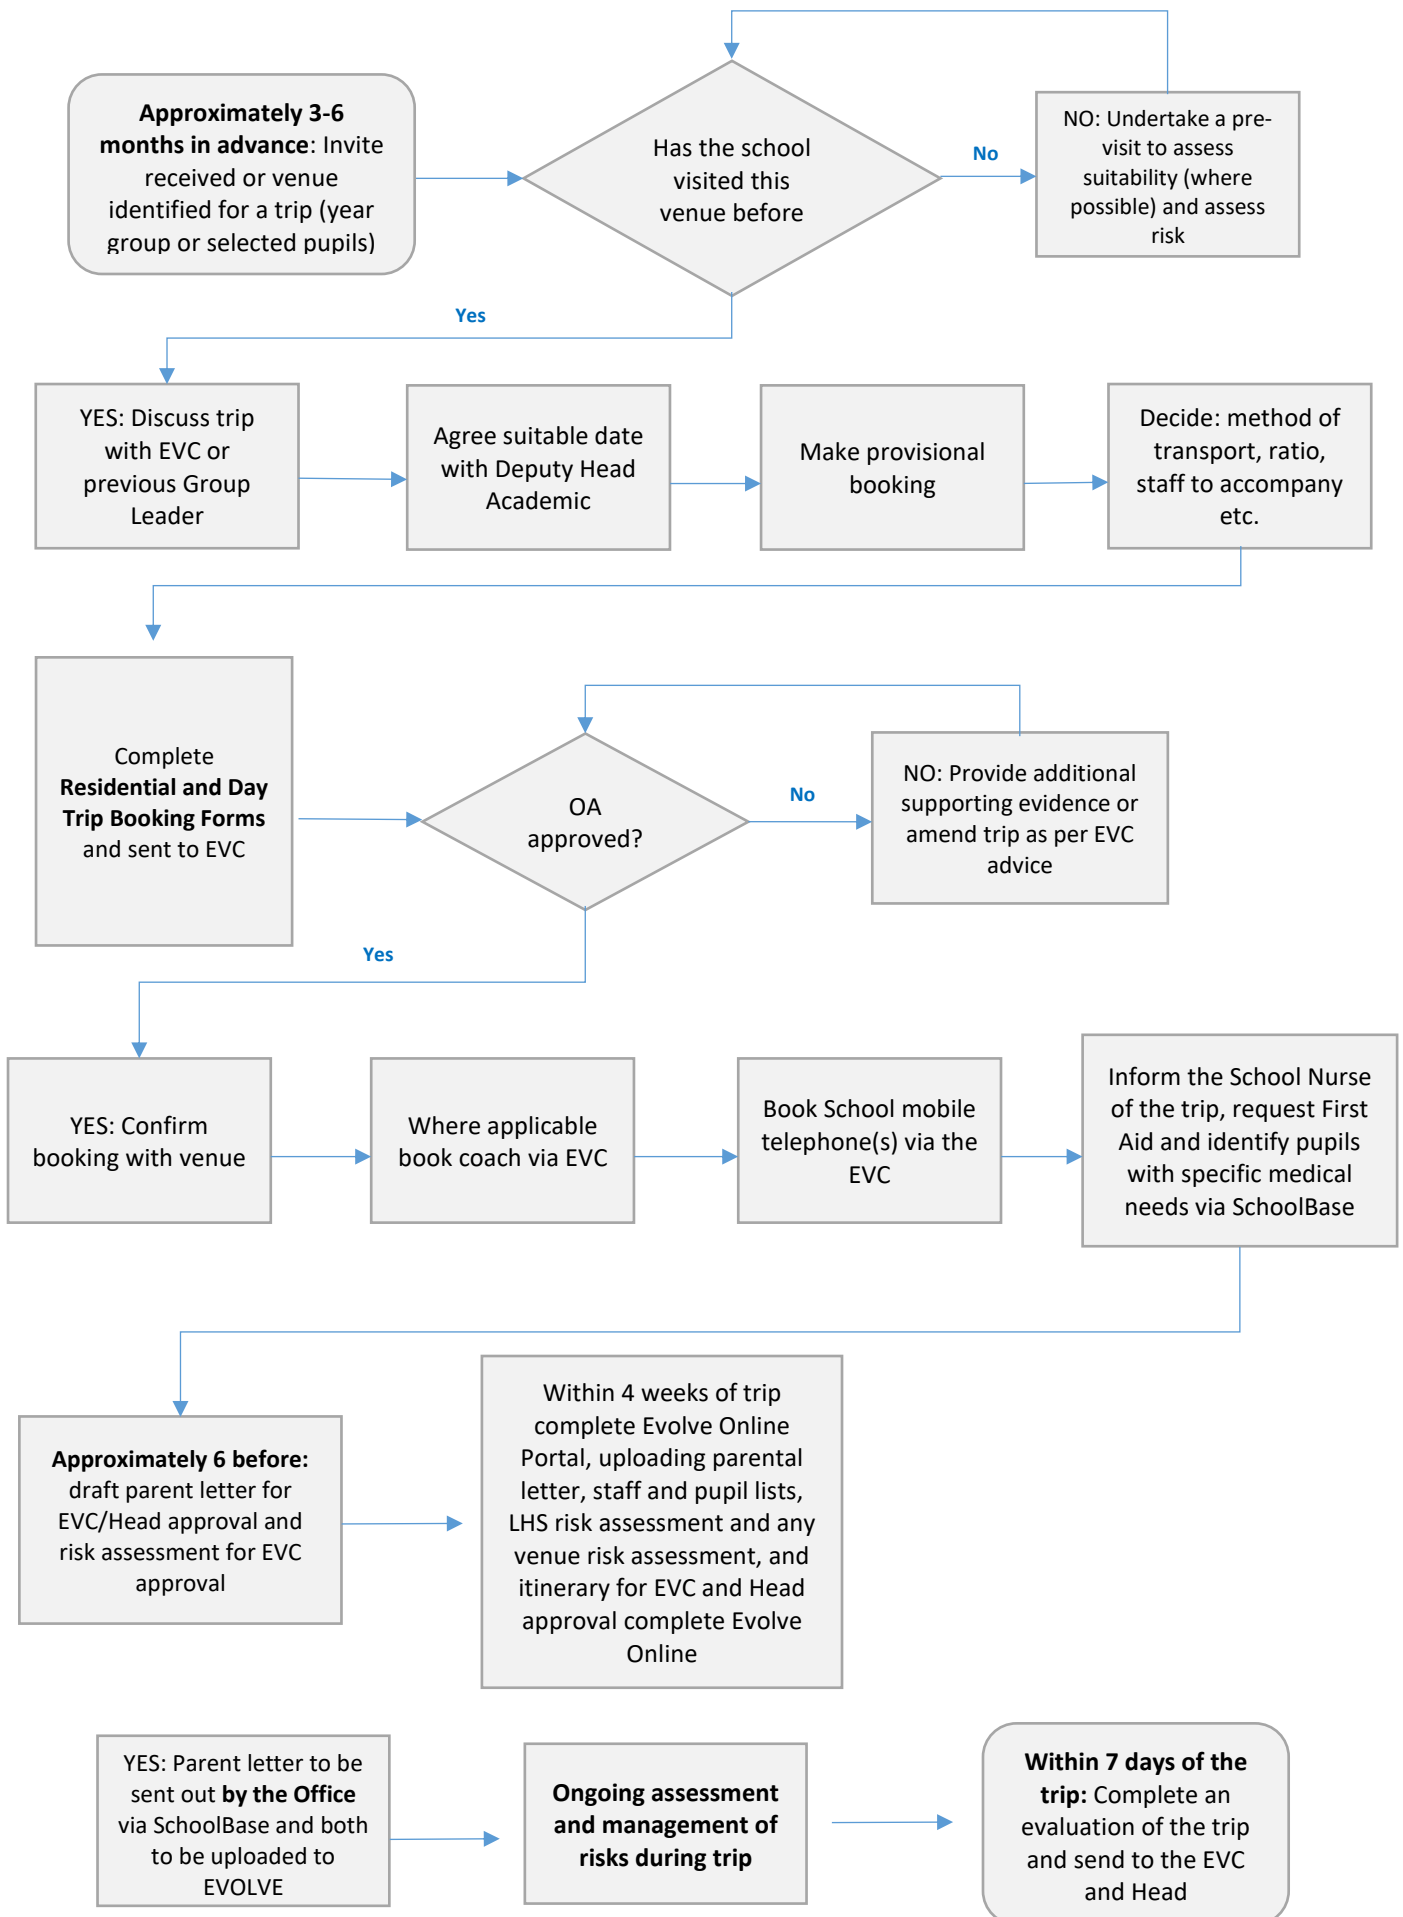 Approximately 3-6
months in advance: Invite
received or venue
identified for a trip (year
group or selected pupils)
Has the school
visited this
venue before
No
NO: Undertake a pre-
visit to assess
suitability (where
possible) and assess
risk
Yes
YES: Discuss trip
with EVC or
previous Group
Leader
Agree suitable date
with Deputy Head
Academic
Make provisional
booking
Decide: method of
transport, ratio,
staff to accompany
etc.
Complete
Residential and Day
Trip Booking Forms
and sent to EVC
OA
approved?
No
NO: Provide additional
supporting evidence or
amend trip as per EVC
advice
Yes
YES: Confirm
booking with venue
Where applicable
book coach via EVC
Book School mobile
telephone(s) via the
EVC
Inform the School Nurse
of the trip, request First
Aid and identify pupils
with specific medical
needs via SchoolBase
Approximately 6 before:
draft parent letter for
EVC/Head approval and
risk assessment for EVC
approval
Within 4 weeks of trip
complete Evolve Online
Portal, uploading parental
letter, staff and pupil lists,
LHS risk assessment and any
venue risk assessment, and
itinerary for EVC and Head
approval complete Evolve
Online
YES: Parent letter to be
sent out by the Office
via SchoolBase and both
to be uploaded to
EVOLVE
Ongoing assessment
and management of
risks during trip
Within 7 days of the
trip: Complete an
evaluation of the trip
and send to the EVC
and Head